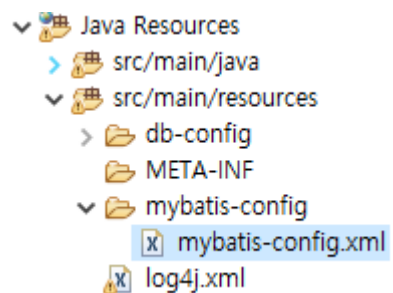 Java Resources
src/main/java
src/main/resources
db-config
META-INF
mybatis-config
mybatis-config.xml
log4j.xml